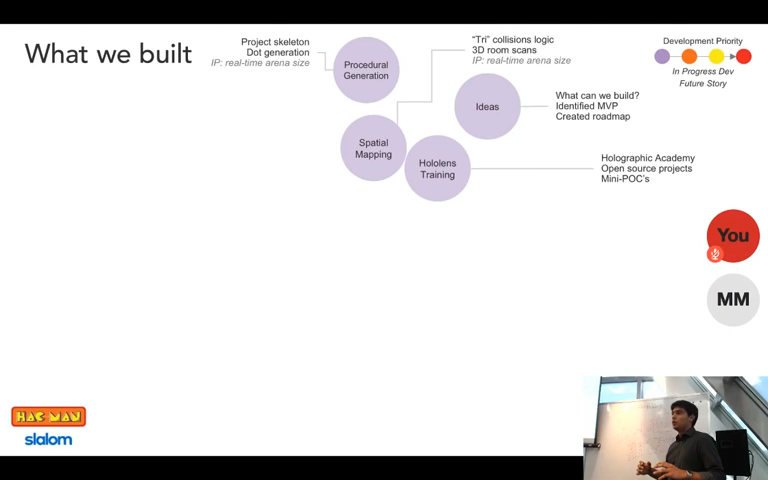 What we built
Project skeleton
Dot generation
IP: real-time arena size
Procedural
Generation
"Tri" collisions logic
3D room scans
IP: real-time arena size
Ideas
What can we build?
Identified MVP
Created roadmap
Spatial
Mapping
Hololens
Training
Holographic Academy
Open source projects
Mini-POC's
Development Priority
In Progress Dev
Future Story
You
MM
HAC MAN
slalom